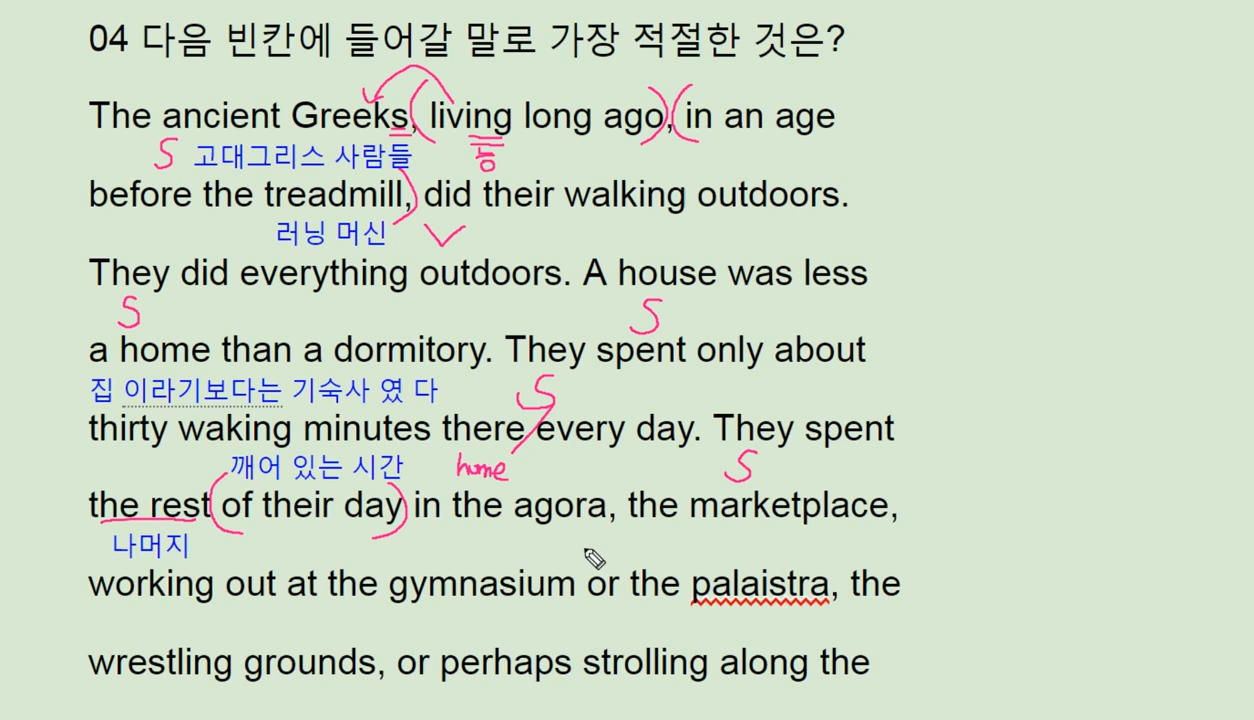 04 다음 빈칸에 들어갈 말로 가장 적절한 것은?
The ancient Greeks, living long ago, in an age
S 고대그리스 사람들 능
before the treadmill, did their walking outdoors.
러닝 머신 V
They did everything outdoors. A house was less
S S
a home than a dormitory. They spent only about
집 이라기보다는 기숙사 였 다 S
thirty waking minutes there every day. They spent
깨어 있는 시간 home S
the rest of their day in the agora, the marketplace,
나머지
working out at the gymnasium or the palaistra, the
wrestling grounds, or perhaps strolling along the